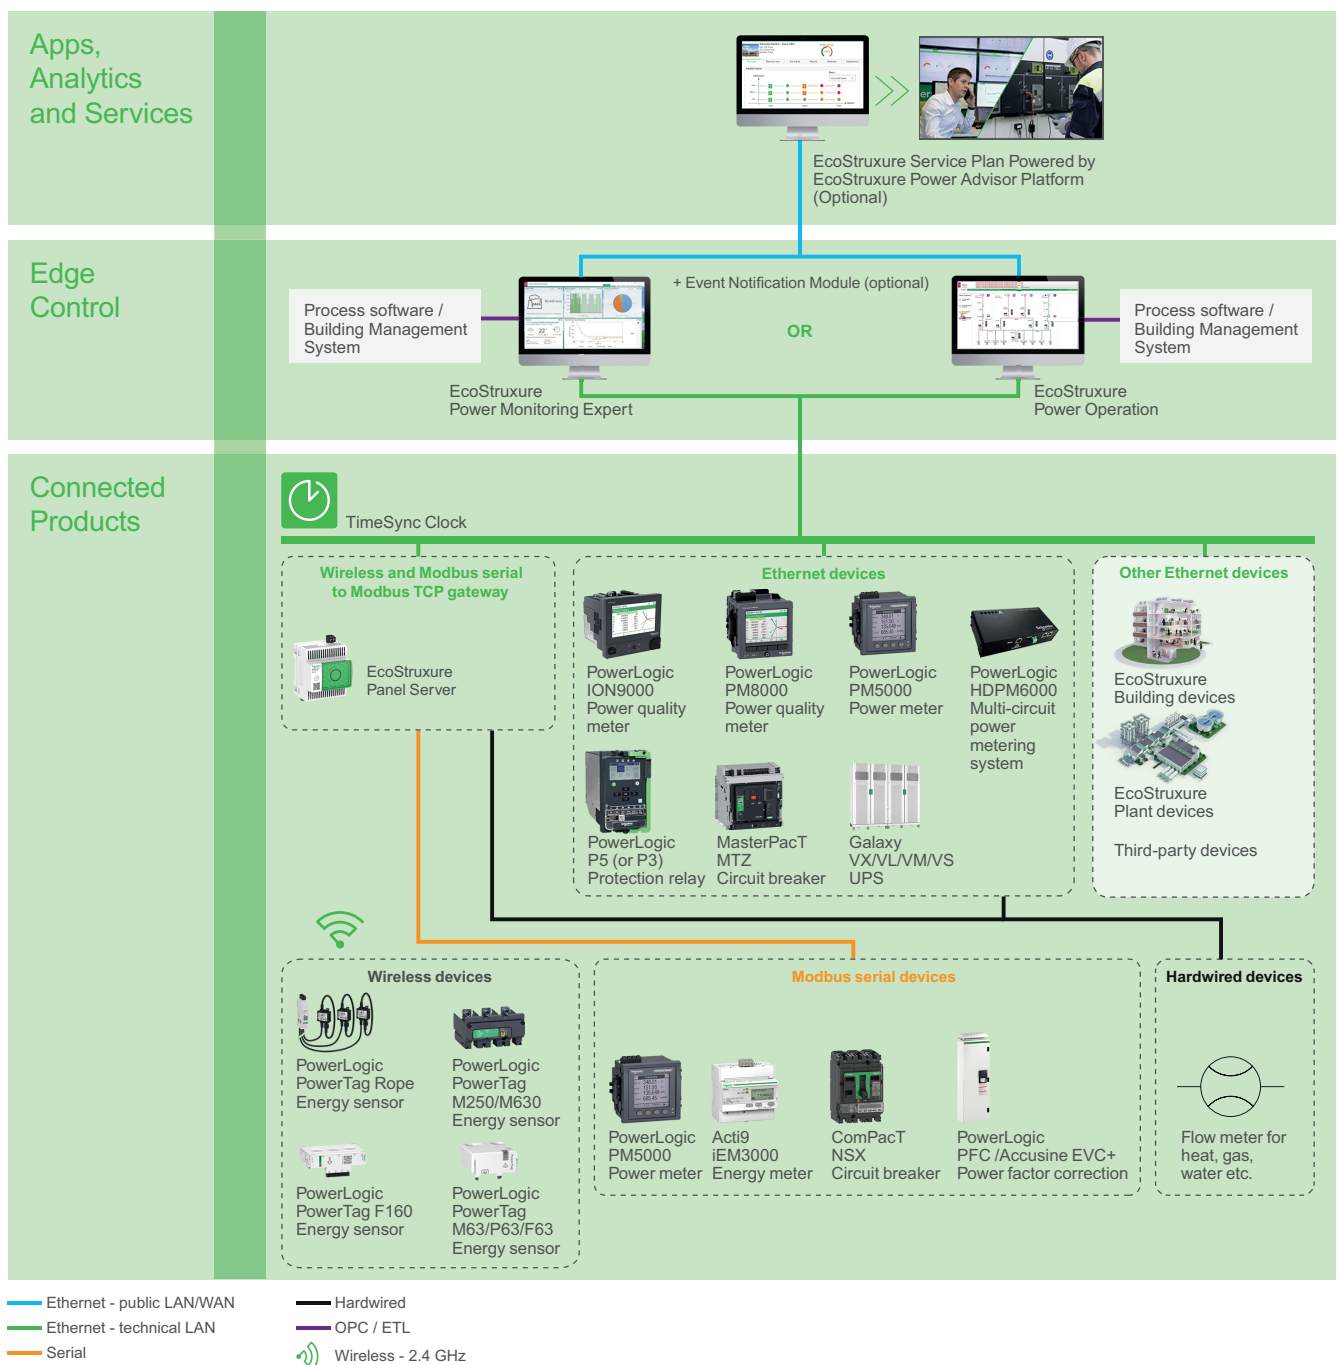 Apps,
Analytics
and Services
EcoStruxure Service Plan Powered by
EcoStruxure Power Advisor Platform
(Optional)
Edge
Control
Process software /
Building Management
System
+ Event Notification Module (optional)
OR
Process software /
Building Management
System
EcoStruxure
Power Monitoring Expert
EcoStruxure
Power Operation
Connected
Products
TimeSync Clock
Wireless and Modbus serial
to Modbus TCP gateway
EcoStruxure
Panel Server
Ethernet devices
PowerLogic
ION9000
Power quality
meter
PowerLogic
PM8000
Power quality
meter
PowerLogic
PM5000
Power meter
PowerLogic
HDPM6000
Multi-circuit
power
metering
system
PowerLogic
P5 (or P3)
Protection relay
MasterPacT
MTZ
Circuit breaker
Galaxy
VX/VL/VM/VS
UPS
Other Ethernet devices
EcoStruxure
Building devices
EcoStruxure
Plant devices
Third-party devices
Wireless devices
PowerLogic
PowerTag Rope
Energy sensor
PowerLogic
PowerTag
M250/M630
Energy sensor
PowerLogic
PowerTag F160
Energy sensor
PowerLogic
PowerTag
M63/P63/F63
Energy sensor
Modbus serial devices
PowerLogic
PM5000
Power meter
Acti9
iEM3000
Energy meter
ComPacT
NSX
Circuit breaker
PowerLogic
PFC /Accusine EVC+
Power factor correction
Hardwired devices
Flow meter for
heat, gas,
water etc.
Ethernet - public LAN/WAN
Ethernet - technical LAN
Serial
Hardwired
OPC / ETL
Wireless - 2.4 GHz